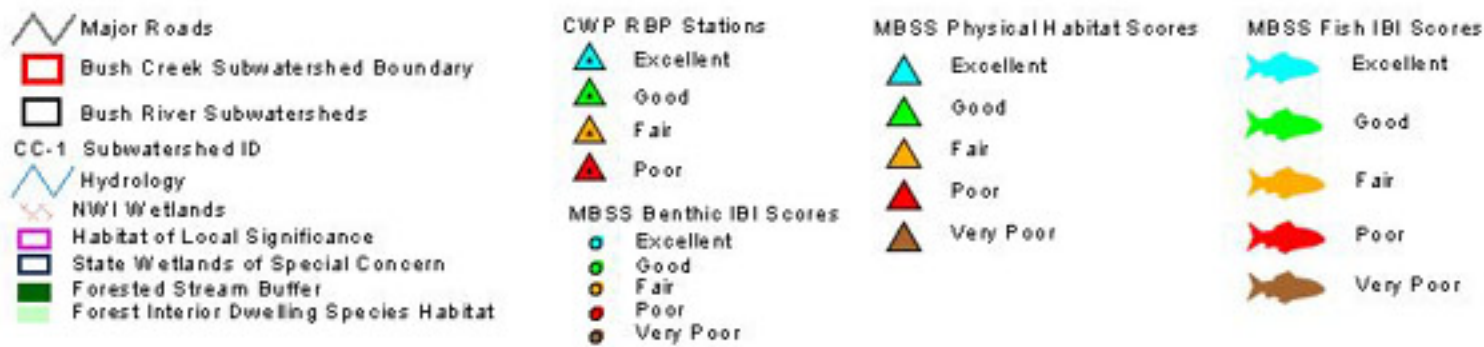 Major Roads
Bush Creek Subwatershed Boundary
Bush River Subwatersheds
CC-1 Subwatershed ID
Hydrology
NWI Wetlands
Habitat of Local Significance
State Wetlands of Special Concern
Forested Stream Buffer
Forest Interior Dwelling Species Habitat
CWP RBP Stations
Excellent
Good
Fair
Poor
MBSS Benthic IBI Scores
Excellent
Good
Fair
Poor
Very Poor
MBSS Physical Habitat Scores
Excellent
Good
Fair
Poor
Very Poor
MBSS Fish IBI Scores
Excellent
Good
Fair
Poor
Very Poor